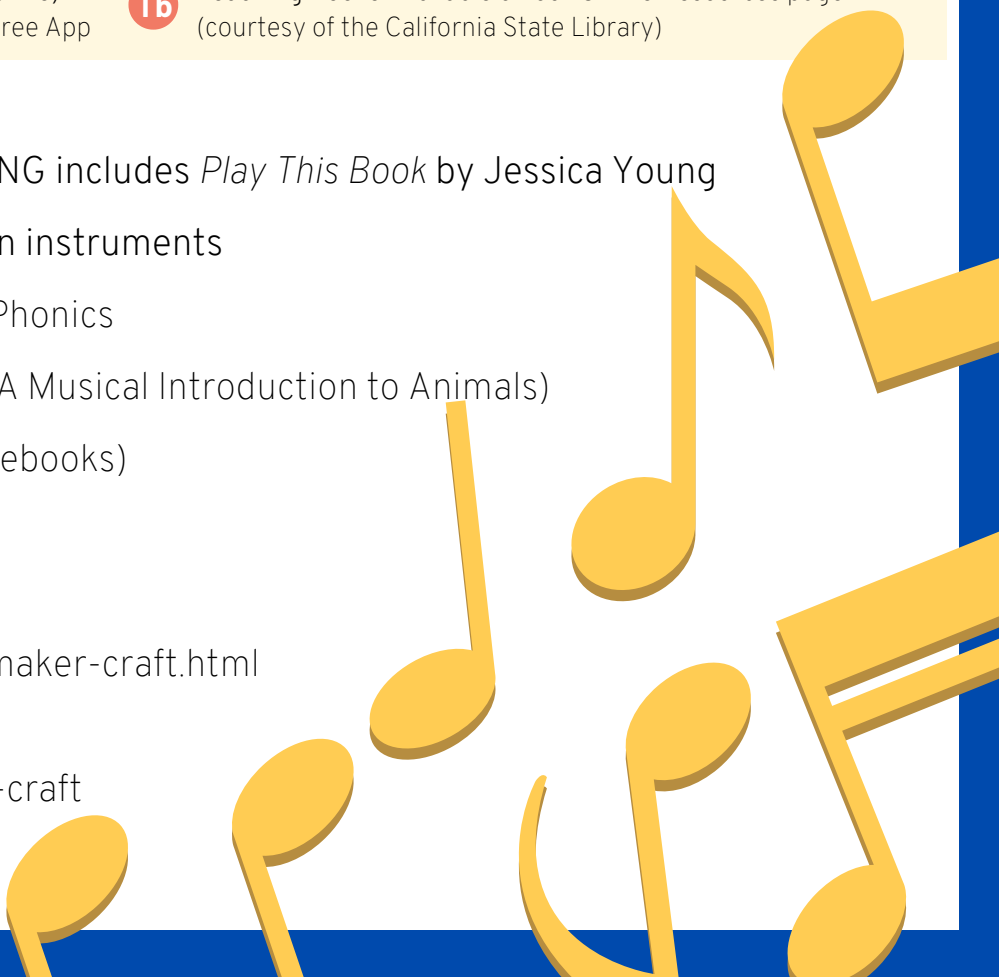 ree App
1b
(courtesy of the California State Library)
NG includes Play This Book by Jessica Young
n instruments
Phonics
A Musical Introduction to Animals)
ebooks)
naker-craft.html
-craft